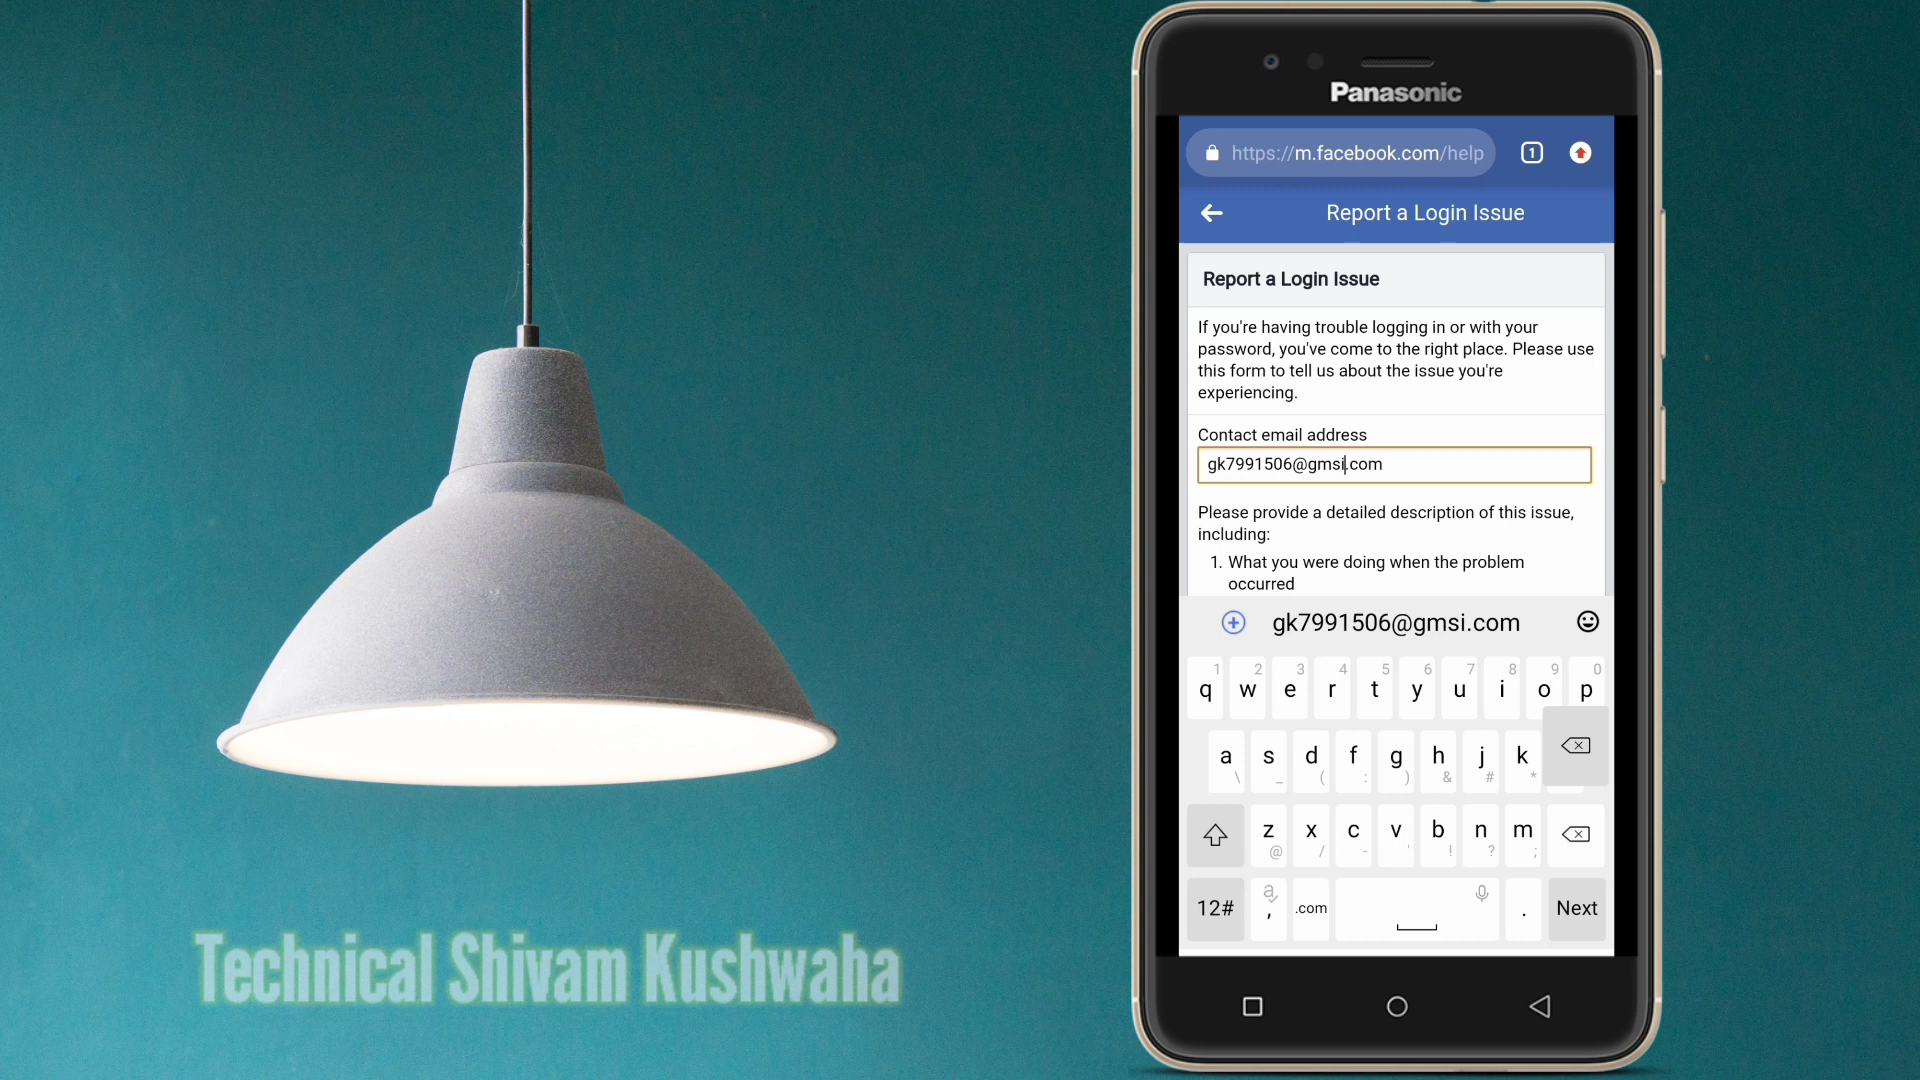 Panasonic
https://m.facebook.com/help
1
Report a Login Issue
Report a Login Issue
If you're having trouble logging in or with your
password, you've come to the right place. Please use
this form to tell us about the issue you're
experiencing.
Contact email address
gk7991506@gmsi.com
Please provide a detailed description of this issue,
including:
1. What you were doing when the problem
occurred
gk7991506@gmsi.com
1 2 3 4 5 6 7 8 9 0
q w e r t y u i o p
a s d f g h j k
\ _ ( : ) & # *
z x c v b n m
@ / - ' ! ? ;
12# , .com . Next
Technical Shivam Kushwaha